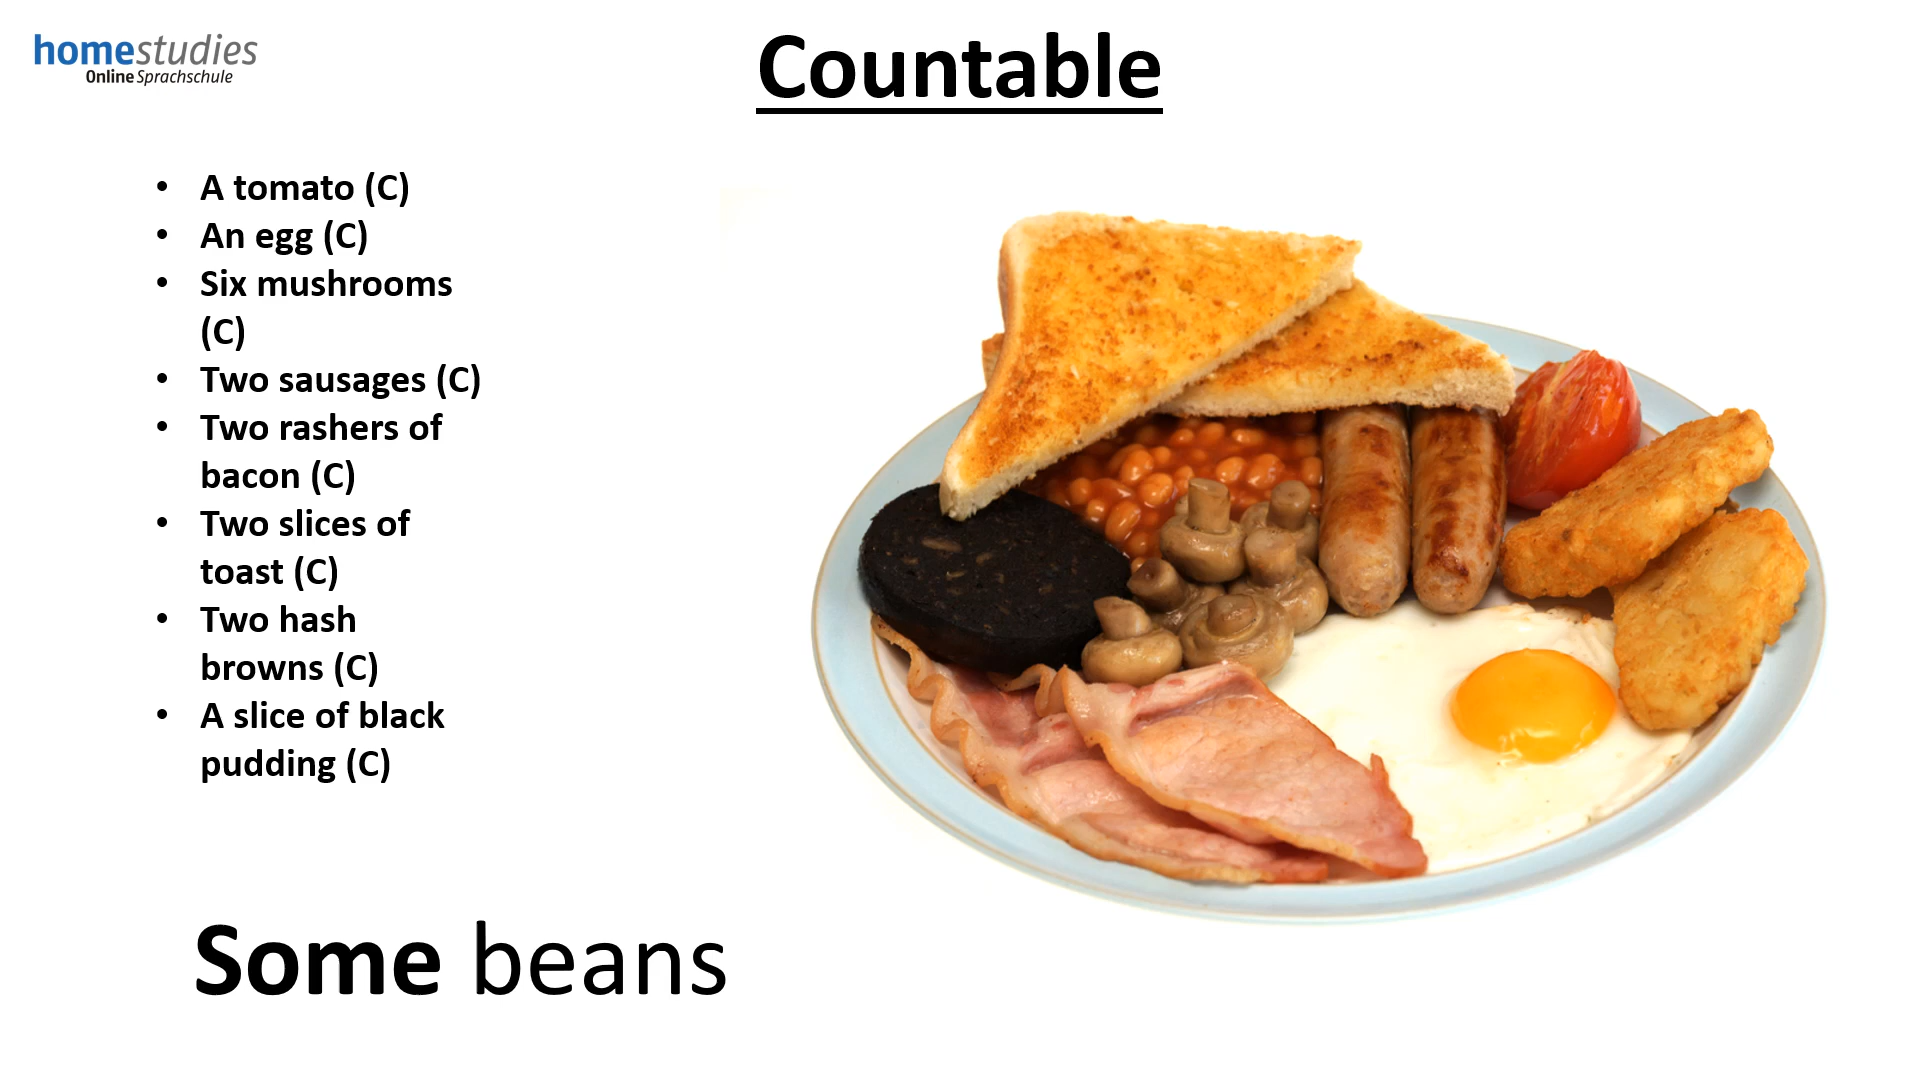 homestudies
Online Sprachschule
Countable
• A tomato (C)
• An egg (C)
• Six mushrooms
(C)
• Two sausages (C)
• Two rashers of
bacon (C)
• Two slices of
toast (C)
• Two hash
browns (C)
• A slice of black
pudding (C)
Some beans